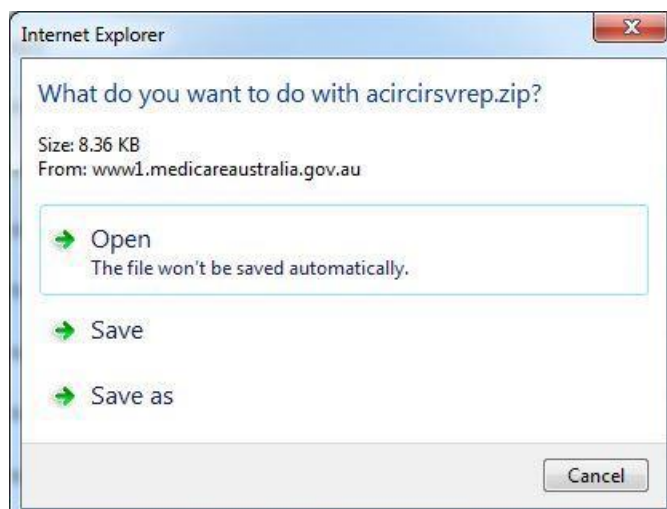 Internet Explorer
What do you want to do with acircirsvrep.zip?
Size: 8.36 KB
From: www1.medicareaustralia.gov.au
Open
The file won't be saved automatically.
Save
Save as
Cancel